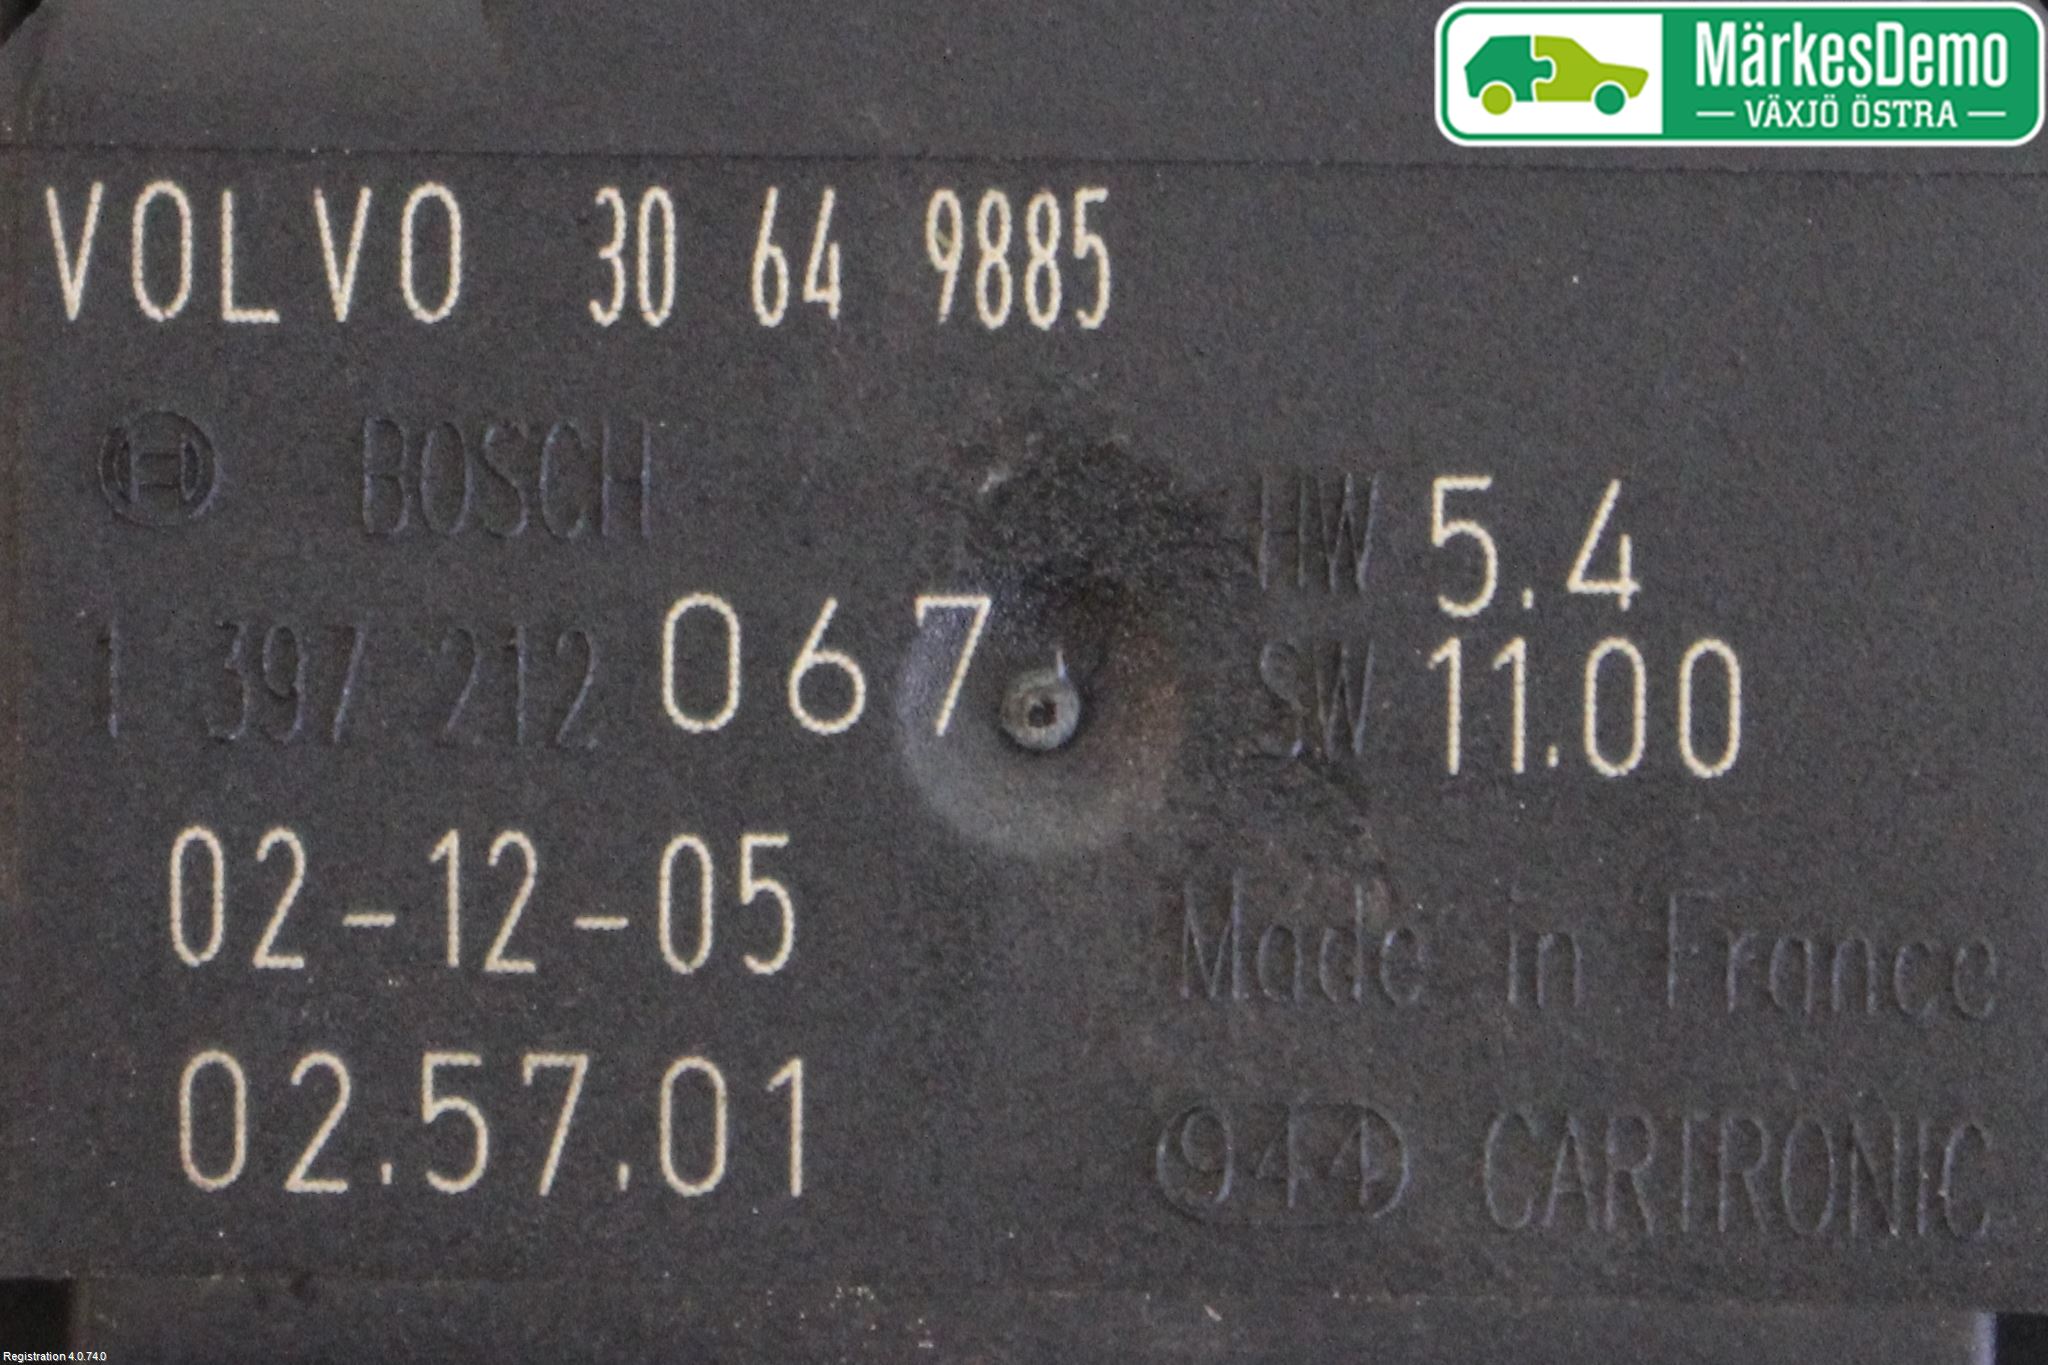 MärkesDemo
VÄXJÖ ÖSTRA
VOLVO 30 64 9885
BOSCH
HW 5.4
1 397 212 067
SW 11.00
02-12-05
Made in France
02.57.01
944 CARTRONIC
Registration 4.0.74.0